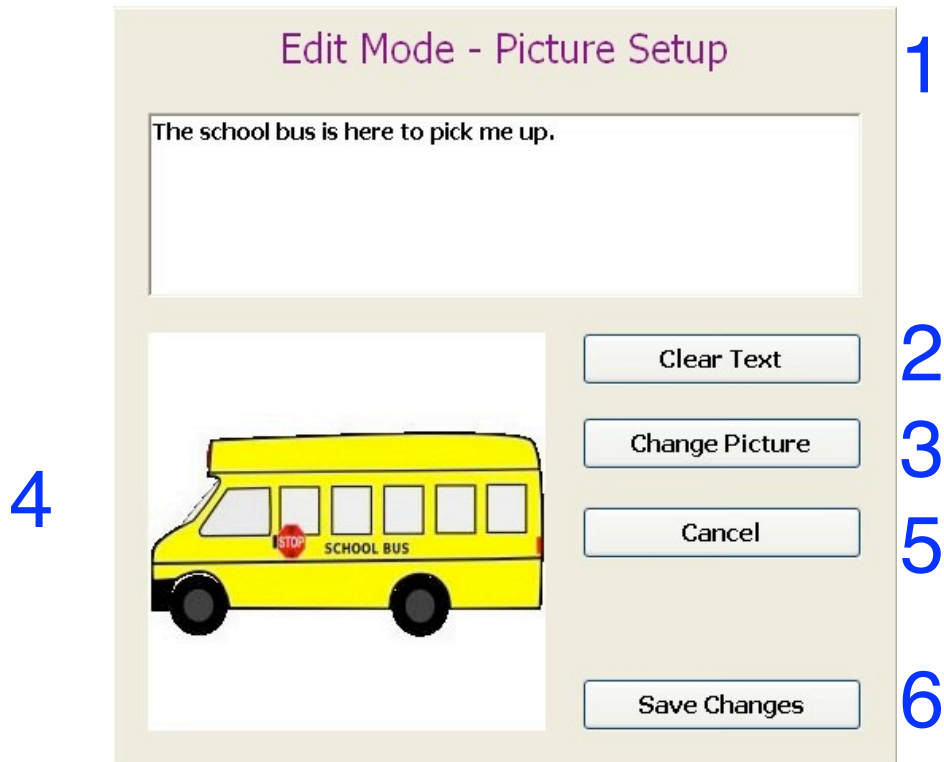 Edit Mode - Picture Setup
1
The school bus is here to pick me up.
Clear Text
2
Change Picture
3
4
STOP
SCHOOL BUS
Cancel
5
Save Changes
6